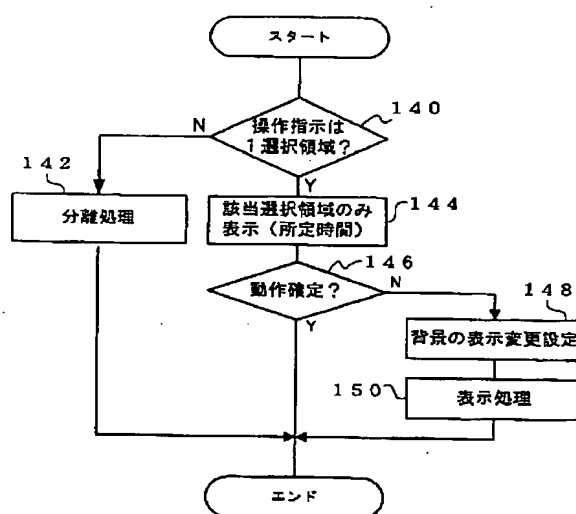 スタート
140
操作指示は
1選択領域？
N
Y
142
分離処理
144
該当選択領域のみ
表示（所定時間）
146
動作確定？
N
Y
148
背景の表示変更設定
150
表示処理
エンド